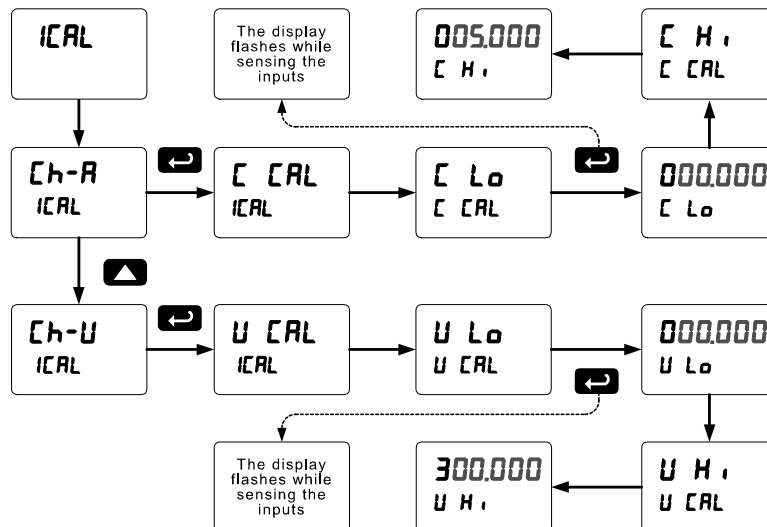 ICAL
The display
flashes while
sensing the
inputs
005.000
C Hi
C Hi
C CAL
Ch-A
ICAL
C CAL
ICAL
C Lo
C CAL
000.000
C Lo
Ch-U
ICAL
U CAL
ICAL
U Lo
U CAL
000.000
U Lo
The display
flashes while
sensing the
inputs
300.000
U Hi
U Hi
U CAL